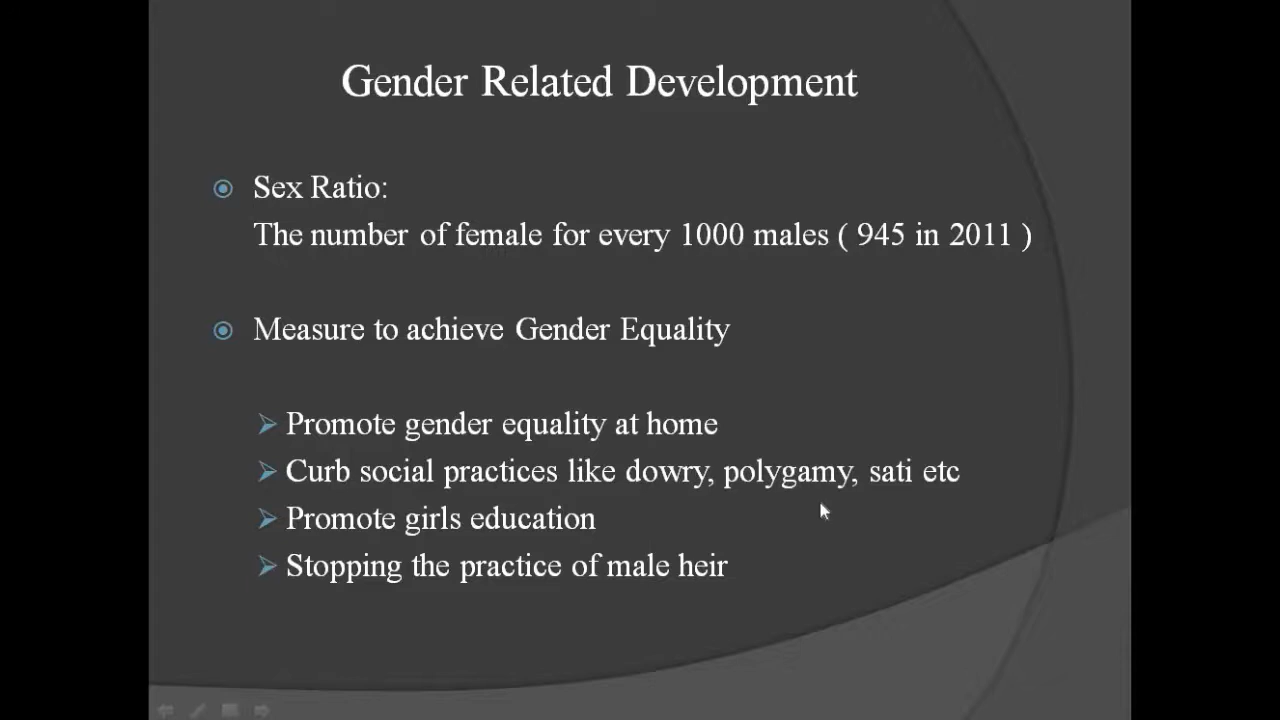 Gender Related Development
Sex Ratio:
The number of female for every 1000 males ( 945 in 2011 )
Measure to achieve Gender Equality
Promote gender equality at home
Curb social practices like dowry, polygamy, sati etc
Promote girls education
Stopping the practice of male heir